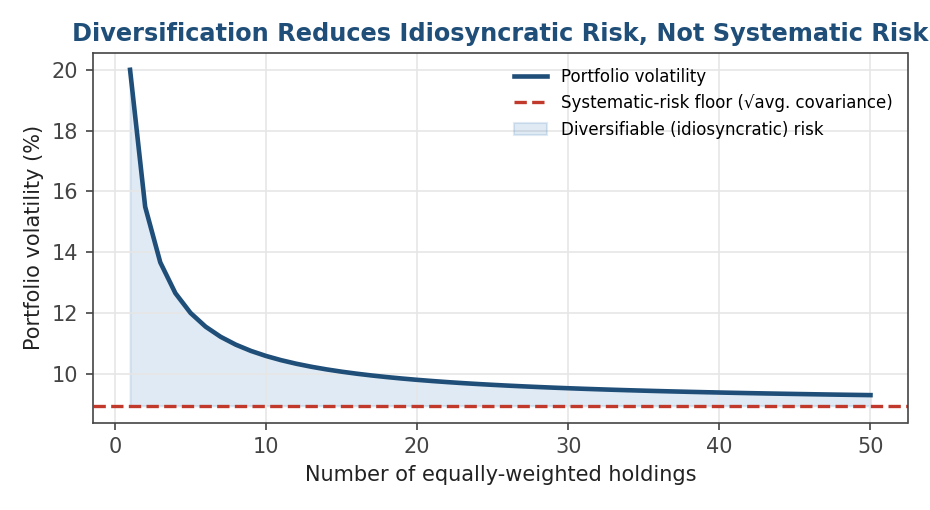 Diversification Reduces Idiosyncratic Risk, Not Systematic Risk
Portfolio volatility
Systematic-risk floor (√avg. covariance)
Diversifiable (idiosyncratic) risk
Portfolio volatility (%)
20
18
16
14
12
10
0 10 20 30 40 50
Number of equally-weighted holdings